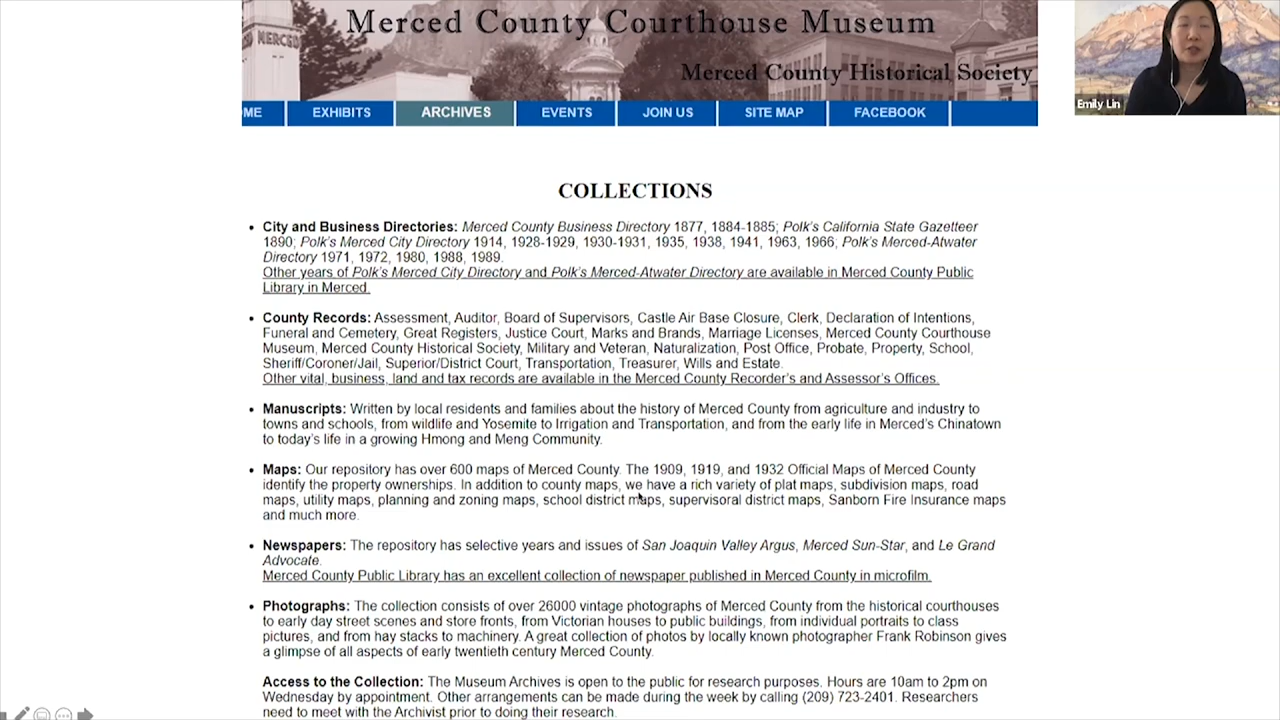 Merced County Courthouse Museum
MERCED
Merced County Historical Society
Emily Lin
ME EXHIBITS ARCHIVES EVENTS JOIN US SITE MAP FACEBOOK
COLLECTIONS
• City and Business Directories: Merced County Business Directory 1877, 1884-1885; Polk's California State Gazetteer
1890; Polk's Merced City Directory 1914, 1928-1929, 1930-1931, 1935, 1938, 1941, 1963, 1966; Polk's Merced-Atwater
Directory 1971, 1972, 1980, 1988, 1989.
Other years of Polk's Merced City Directory and Polk's Merced-Atwater Directory are available in Merced County Public
Library in Merced.
• County Records: Assessment, Auditor, Board of Supervisors, Castle Air Base Closure, Clerk, Declaration of Intentions,
Funeral and Cemetery, Great Registers, Justice Court, Marks and Brands, Marriage Licenses, Merced County Courthouse
Museum, Merced County Historical Society, Military and Veteran, Naturalization, Post Office, Probate, Property, School,
Sheriff/Coroner/Jail, Superior/District Court, Transportation, Treasurer, Wills and Estate.
Other vital, business, land and tax records are available in the Merced County Recorder's and Assessor's Offices.
• Manuscripts: Written by local residents and families about the history of Merced County from agriculture and industry to
towns and schools, from wildlife and Yosemite to Irrigation and Transportation, and from the early life in Merced's Chinatown
to today's life in a growing Hmong and Meng Community.
• Maps: Our repository has over 600 maps of Merced County. The 1909, 1919, and 1932 Official Maps of Merced County
identify the property ownerships. In addition to county maps, we have a rich variety of plat maps, subdivision maps, road
maps, utility maps, planning and zoning maps, school district maps, supervisoral district maps, Sanborn Fire Insurance maps
and much more.
• Newspapers: The repository has selective years and issues of San Joaquin Valley Argus, Merced Sun-Star, and Le Grand
Advocate.
Merced County Public Library has an excellent collection of newspaper published in Merced County in microfilm.
• Photographs: The collection consists of over 26000 vintage photographs of Merced County from the historical courthouses
to early day street scenes and store fronts, from Victorian houses to public buildings, from individual portraits to class
pictures, and from hay stacks to machinery. A great collection of photos by locally known photographer Frank Robinson gives
a glimpse of all aspects of early twentieth century Merced County.
Access to the Collection: The Museum Archives is open to the public for research purposes. Hours are 10am to 2pm on
Wednesday by appointment. Other arrangements can be made during the week by calling (209) 723-2401. Researchers
need to meet with the Archivist prior to doing their research.